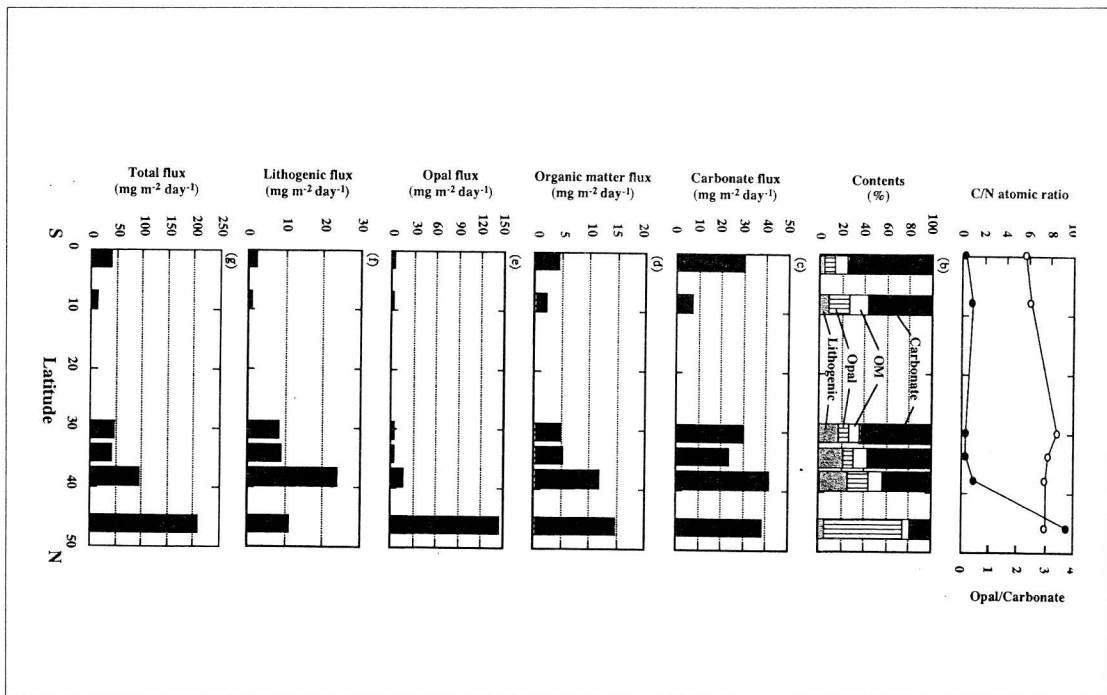 C/N atomic ratio
0 2 4 6 8 10
0 1 2 3 4
Opal/Carbonate
(b)
Contents
(%)
0 20 40 60 80 100
Carbonate
OM
Opal
Lithogenic
(c)
Carbonate flux
(mg m-2 day-1)
0 10 20 30 40 50
(d)
Organic matter flux
(mg m-2 day-1)
0 5 10 15 20
(e)
Opal flux
(mg m-2 day-1)
0 30 60 90 120 150
(f)
Lithogenic flux
(mg m-2 day-1)
0 10 20 30
(g)
Total flux
(mg m-2 day-1)
0 50 100 150 200 250
S 0 10 20 30 40 50 N
Latitude